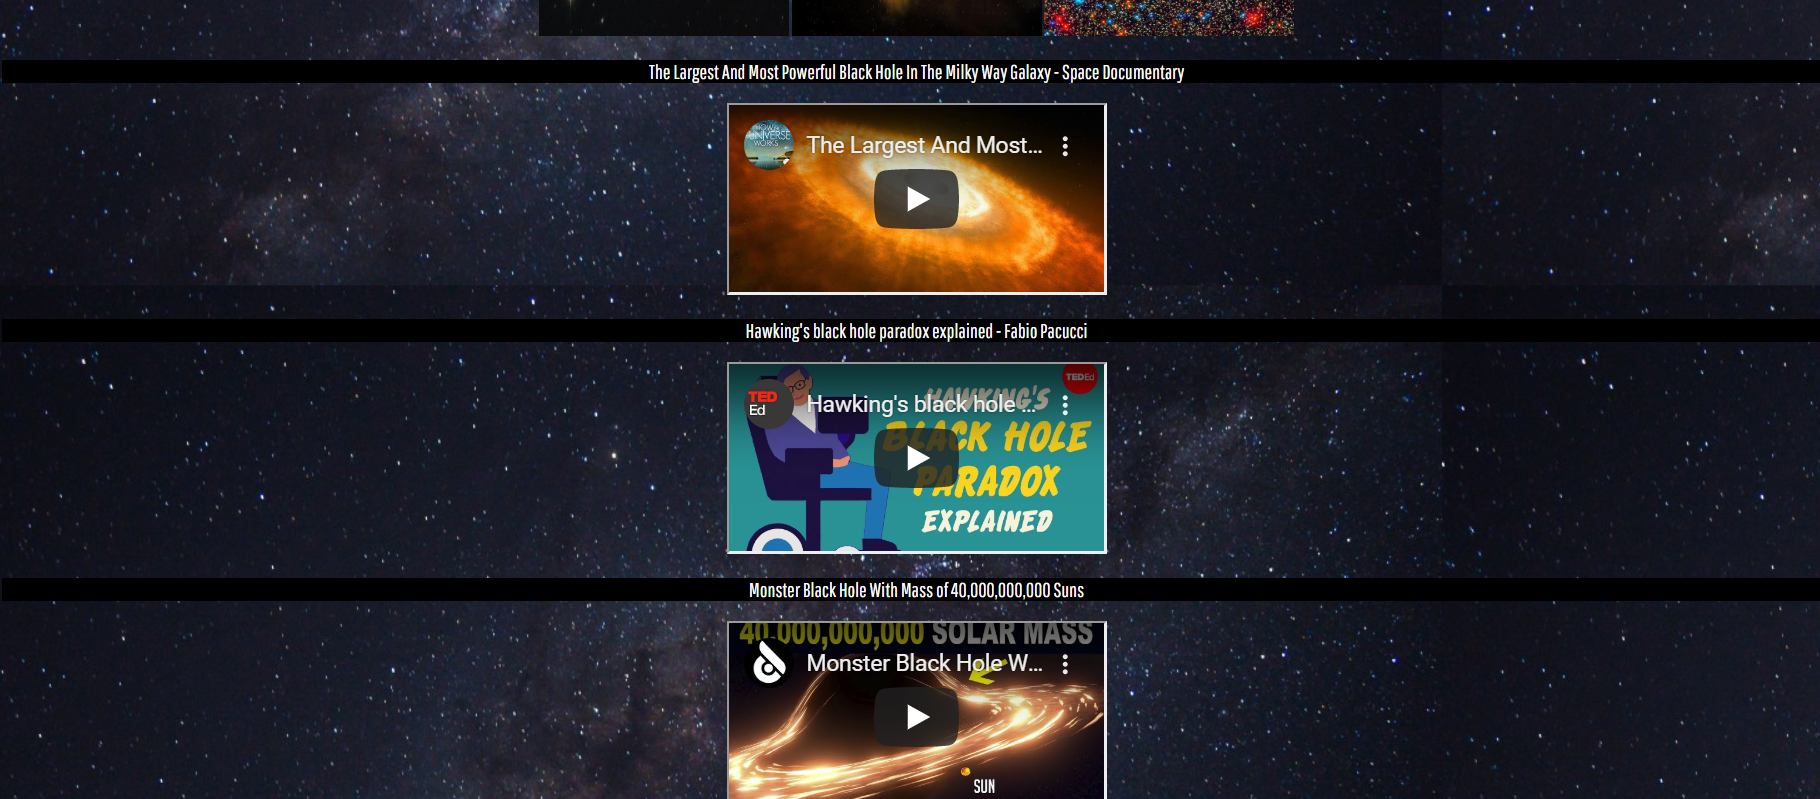 The Largest And Most Powerful Black Hole In The Milky Way Galaxy - Space Documentary
HOW THE
UNIVERSE
WORKS
The Largest And Most...
Hawking's black hole paradox explained - Fabio Pacucci
TEDEd
TED
Ed
Hawking's black hole ...
HAWKING'S
BLACK HOLE
PARADOX
EXPLAINED
Monster Black Hole With Mass of 40,000,000,000 Suns
40,000,000,000 SOLAR MASS
Monster Black Hole W...
SUN